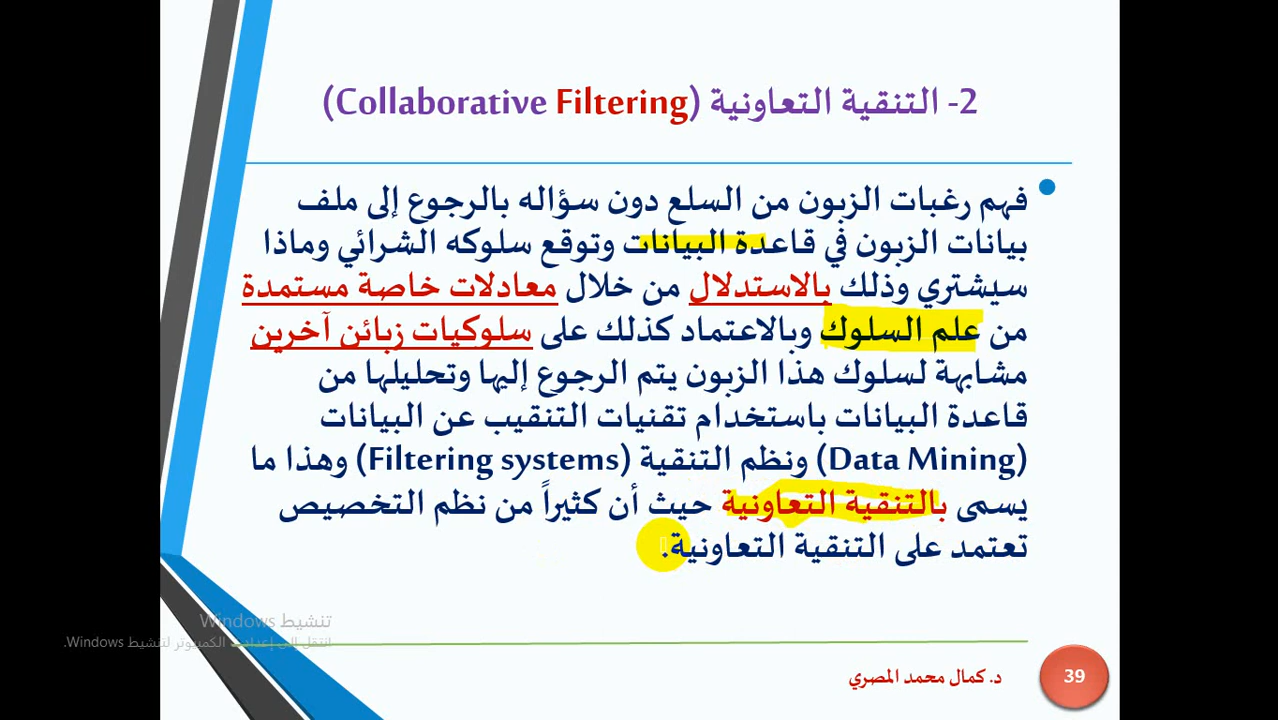 2- التنقية التعاونية (Collaborative Filtering)
فهم رغبات الزبون من السلع دون سؤاله بالرجوع إلى ملف
بيانات الزبون في قاعدة البيانات وتوقع سلوكه الشرائي وماذا
سيشتري وذلك بالاستدلال من خلال معادلات خاصة مستمدة
من علم السلوك وبالاعتماد كذلك على سلوكيات زبائن آخرين
مشابهة لسلوك هذا الزبون يتم الرجوع إليها وتحليلها من
قاعدة البيانات باستخدام تقنيات التنقيب عن البيانات
(Data Mining) ونظم التنقية (Filtering systems) وهذا ما
يسمى بالتنقية التعاونية حيث أن كثيراً من نظم التخصيص
تعتمد على التنقية التعاونية.
تنشيط Windows
انتقل إلى إعدادات الكمبيوتر لتنشيط Windows.
د. كمال محمد المصري
39